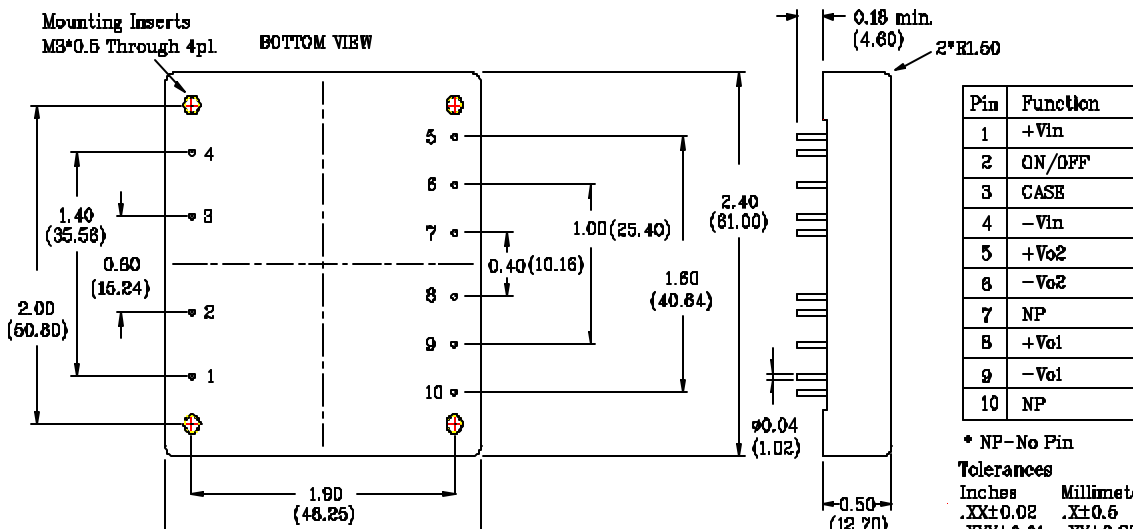 Mounting Inserts
M3*0.5 Through 4pl.
BOTTOM VIEW
0.18 min.
(4.60)
2*R1.50
5
4
6
3
7
8
2
9
1
10
1.40
(35.56)
0.60
(15.24)
2.00
(50.80)
1.00(25.40)
0.40(10.16)
1.60
(40.64)
2.40
(61.00)
ø0.04
(1.02)
1.90
(48.25)
0.50
(12.70)
Pin Function
1 +Vin
2 ON/OFF
3 CASE
4 -Vin
5 +Vo2
6 -Vo2
7 NP
8 +Vo1
9 -Vo1
10 NP
* NP-No Pin
Tolerances
Inches
.XX±0.02 .X±0.5